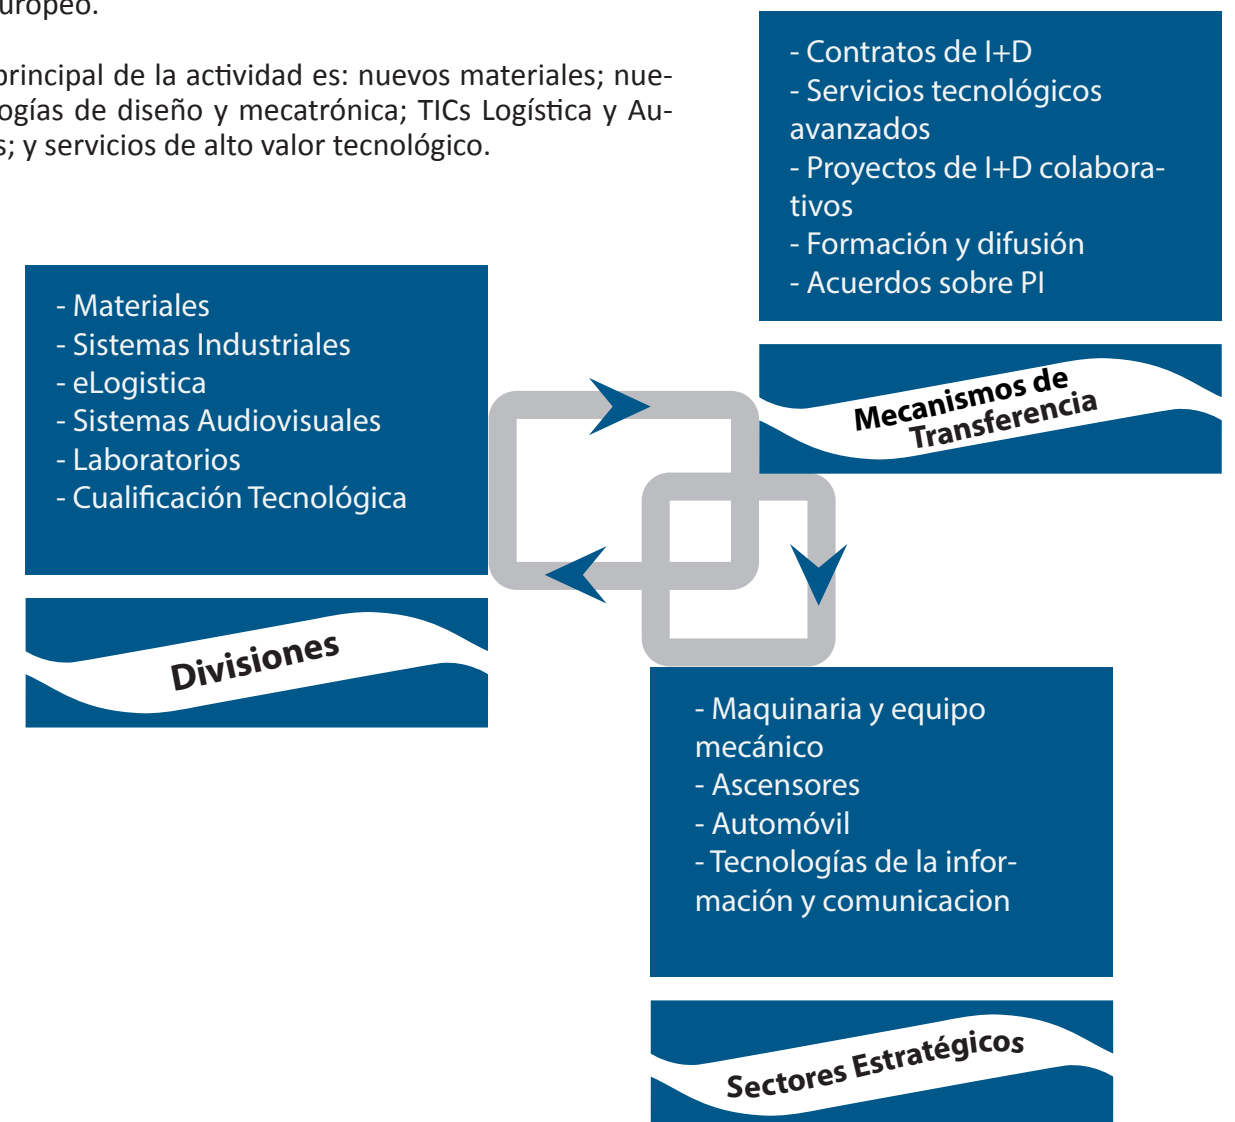 uropeo.
principal de la actividad es: nuevos materiales; nue-
ogías de diseño y mecatrónica; TICs Logística y Au-
s; y servicios de alto valor tecnológico.
- Contratos de I+D
- Servicios tecnológicos
avanzados
- Proyectos de I+D colabora-
tivos
- Formación y difusión
- Acuerdos sobre PI
Mecanismos de
Transferencia
- Materiales
- Sistemas Industriales
- eLogistica
- Sistemas Audiovisuales
- Laboratorios
- Cualificación Tecnológica
Divisiones
- Maquinaria y equipo
mecánico
- Ascensores
- Automóvil
- Tecnologías de la infor-
mación y comunicacion
Sectores Estratégicos